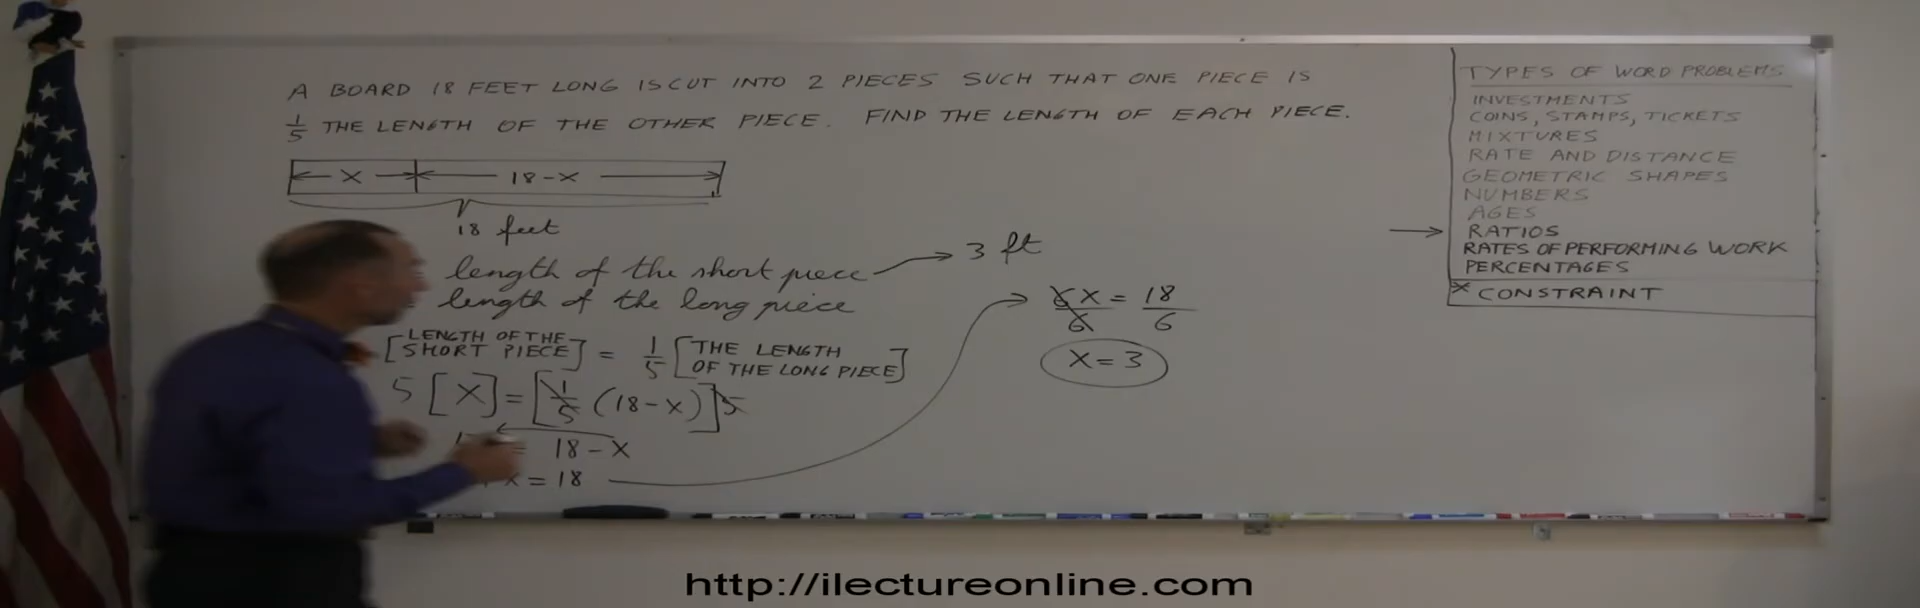 A BOARD 18 FEET LONG IS CUT INTO 2 PIECES SUCH THAT ONE PIECE IS
1/5 THE LENGTH OF THE OTHER PIECE. FIND THE LENGTH OF EACH PIECE.
X 18-X
18 feet
length of the short piece → 3 ft
length of the long piece
[LENGTH OF THE SHORT PIECE] = 1/5 [THE LENGTH OF THE LONG PIECE]
5[X] = [1/5 (18-X)]5
18-X
X = 18
6X/6 = 18/6
X = 3
TYPES OF WORD PROBLEMS
INVESTMENTS
COINS, STAMPS, TICKETS
MIXTURES
RATE AND DISTANCE
GEOMETRIC SHAPES
NUMBERS
AGES
→ RATIOS
RATES OF PERFORMING WORK
PERCENTAGES
* CONSTRAINT
http://ilectureonline.com